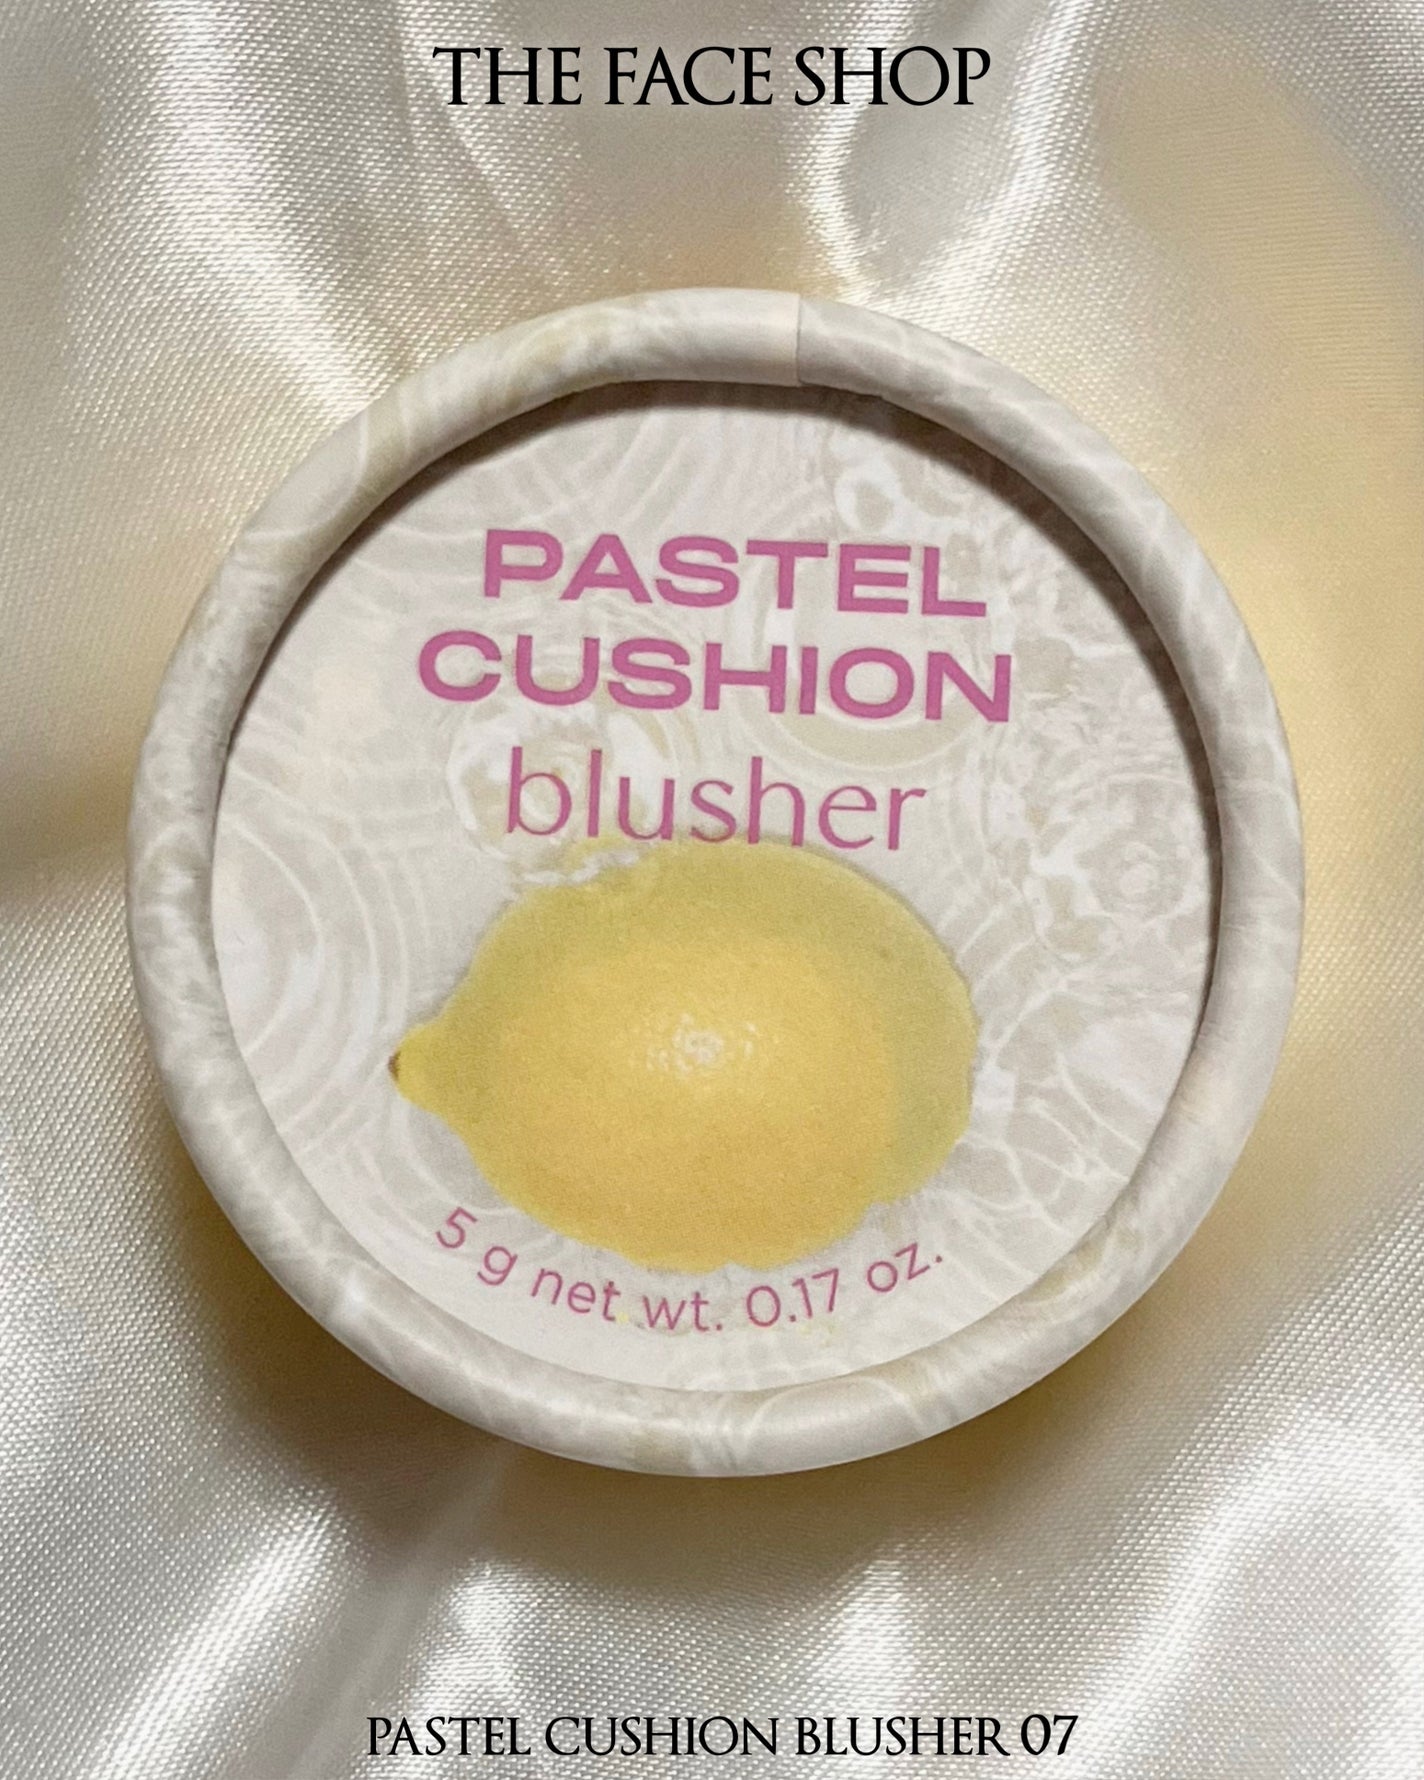 THE FACE SHOP
PASTEL
CUSHION
blusher
5 g net wt. 0.17 oz.
PASTEL CUSHION BLUSHER 07